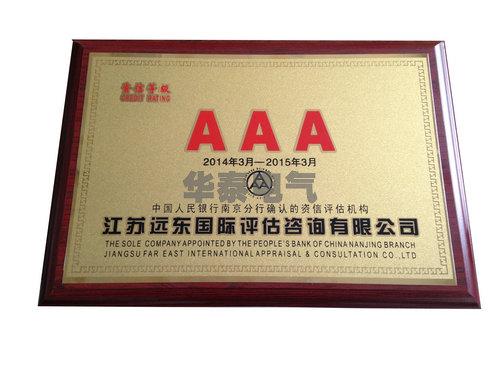 资信等级
CREDIT RATING
AAA
2014年3月—2015年3月
华泰电气
中国人民银行南京分行确认的资信评估机构
江苏远东国际评估咨询有限公司
THE SOLE COMPANY APPOINTED BY THE PEOPLE'S BANK OF CHINA NANJING BRANCH
JIANGSU FAR EAST INTERNATIONAL APPRAISAL & CONSULTATION CO.,LTD